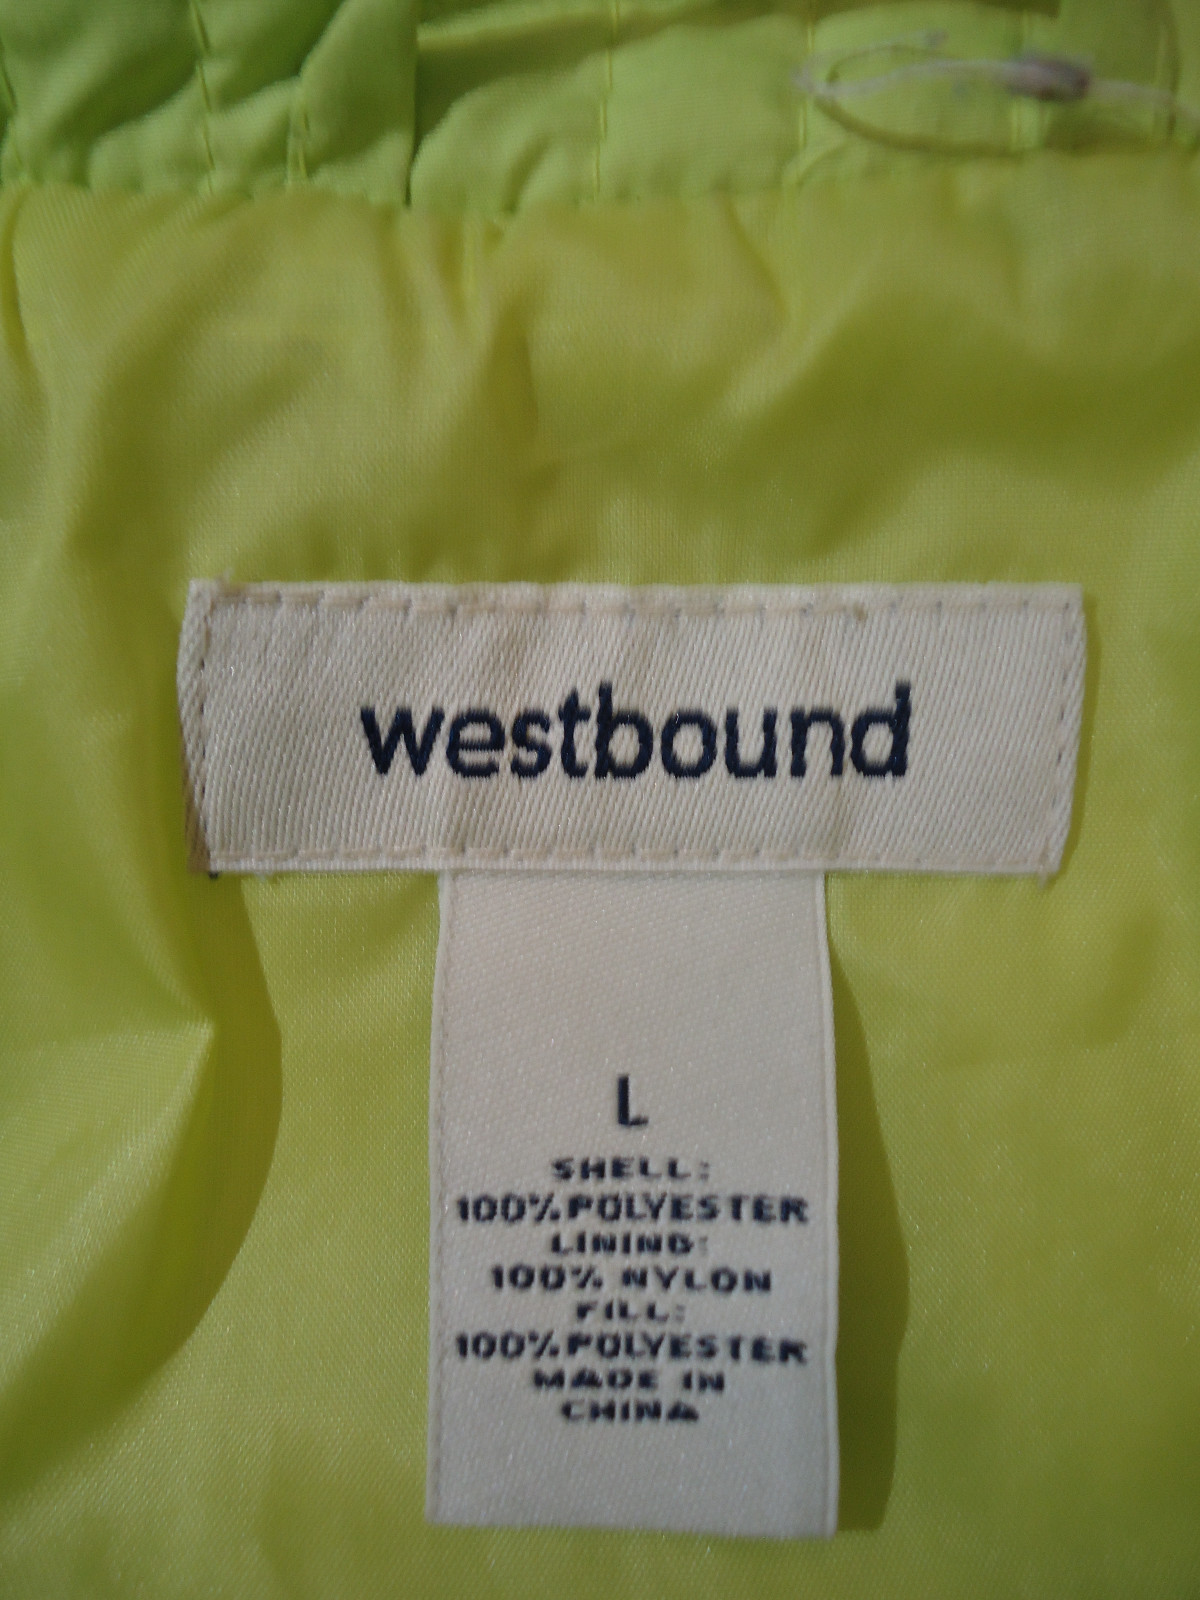 westbound
L
SHELL:
100% POLYESTER
LINING:
100% NYLON
FILL:
100% POLYESTER
MADE IN
CHINA